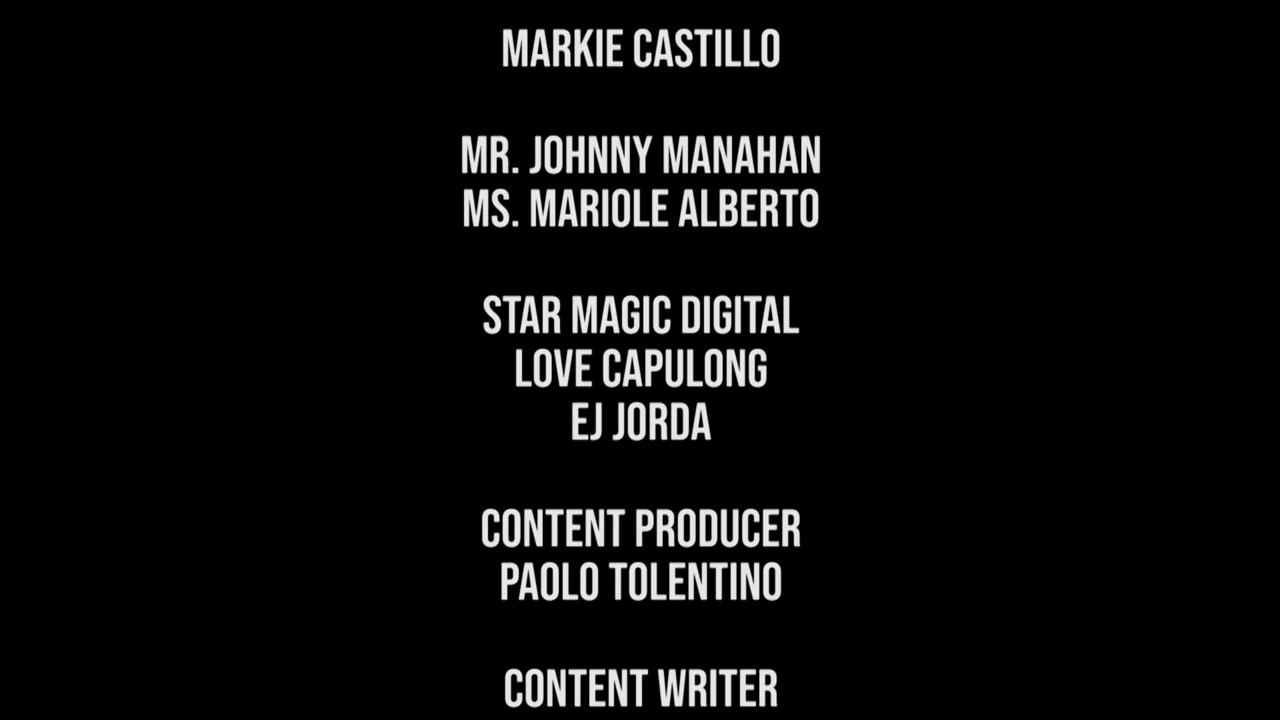 MARKIE CASTILLO
MR. JOHNNY MANAHAN
MS. MARIOLE ALBERTO
STAR MAGIC DIGITAL
LOVE CAPULONG
EJ JORDA
CONTENT PRODUCER
PAOLO TOLENTINO
CONTENT WRITER